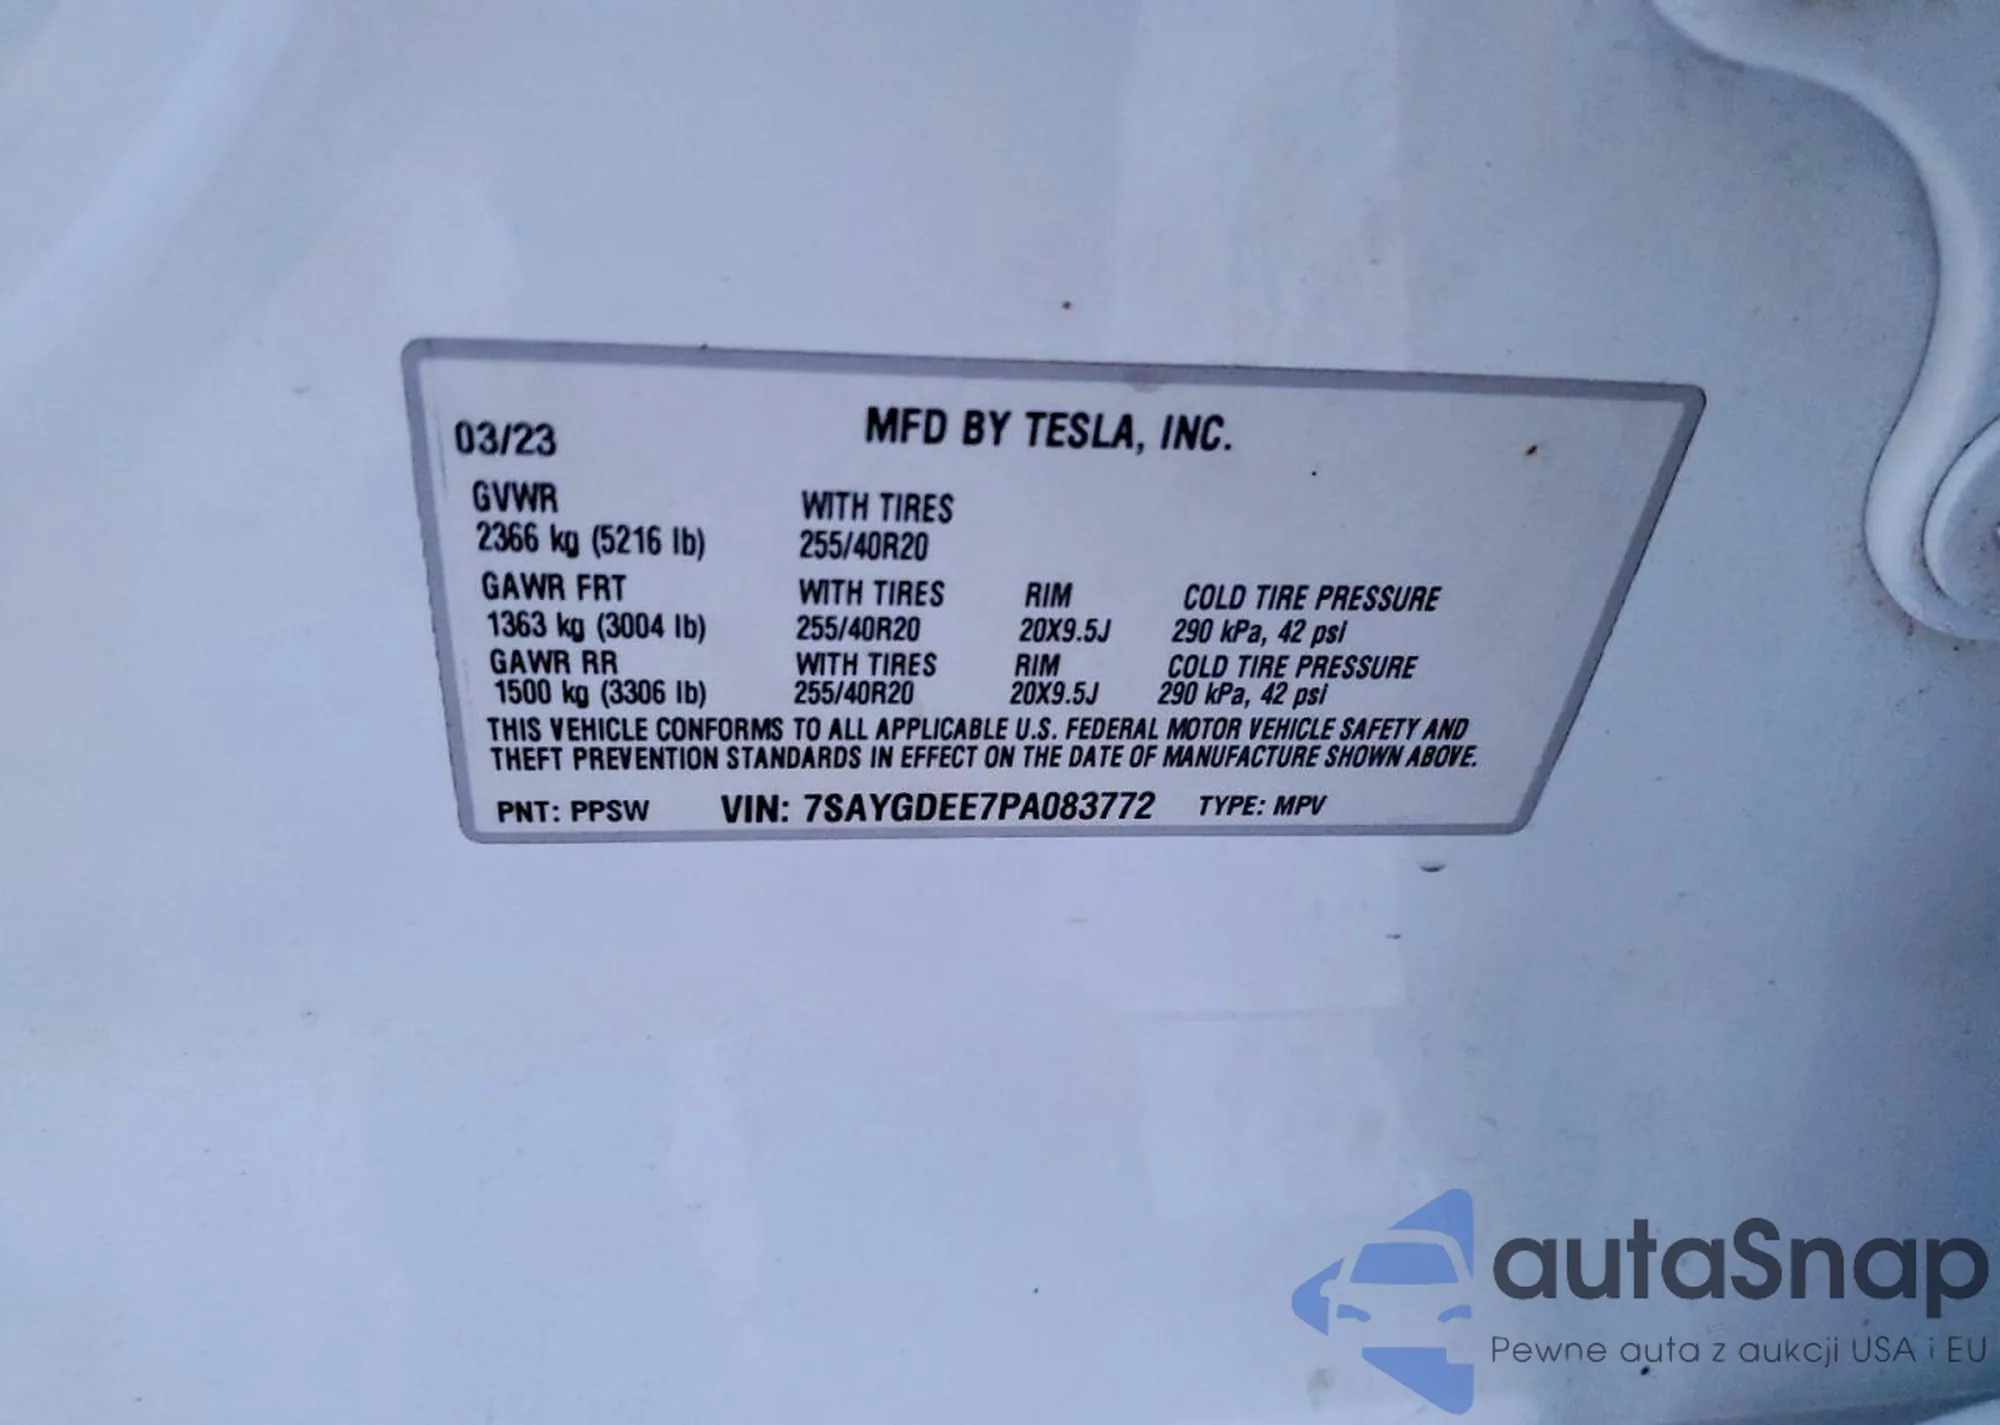 03/23 MFD BY TESLA, INC.
GVWR WITH TIRES
2366 kg (5216 lb) 255/40R20
GAWR FRT WITH TIRES RIM COLD TIRE PRESSURE
1363 kg (3004 lb) 255/40R20 20X9.5J 290 kPa, 42 psi
GAWR RR WITH TIRES RIM COLD TIRE PRESSURE
1500 kg (3306 lb) 255/40R20 20X9.5J 290 kPa, 42 psi
THIS VEHICLE CONFORMS TO ALL APPLICABLE U.S. FEDERAL MOTOR VEHICLE SAFETY AND
THEFT PREVENTION STANDARDS IN EFFECT ON THE DATE OF MANUFACTURE SHOWN ABOVE.
PNT: PPSW VIN: 7SAYGDEE7PA083772 TYPE: MPV
autaSnap
Pewne auta z aukcji USA i EU